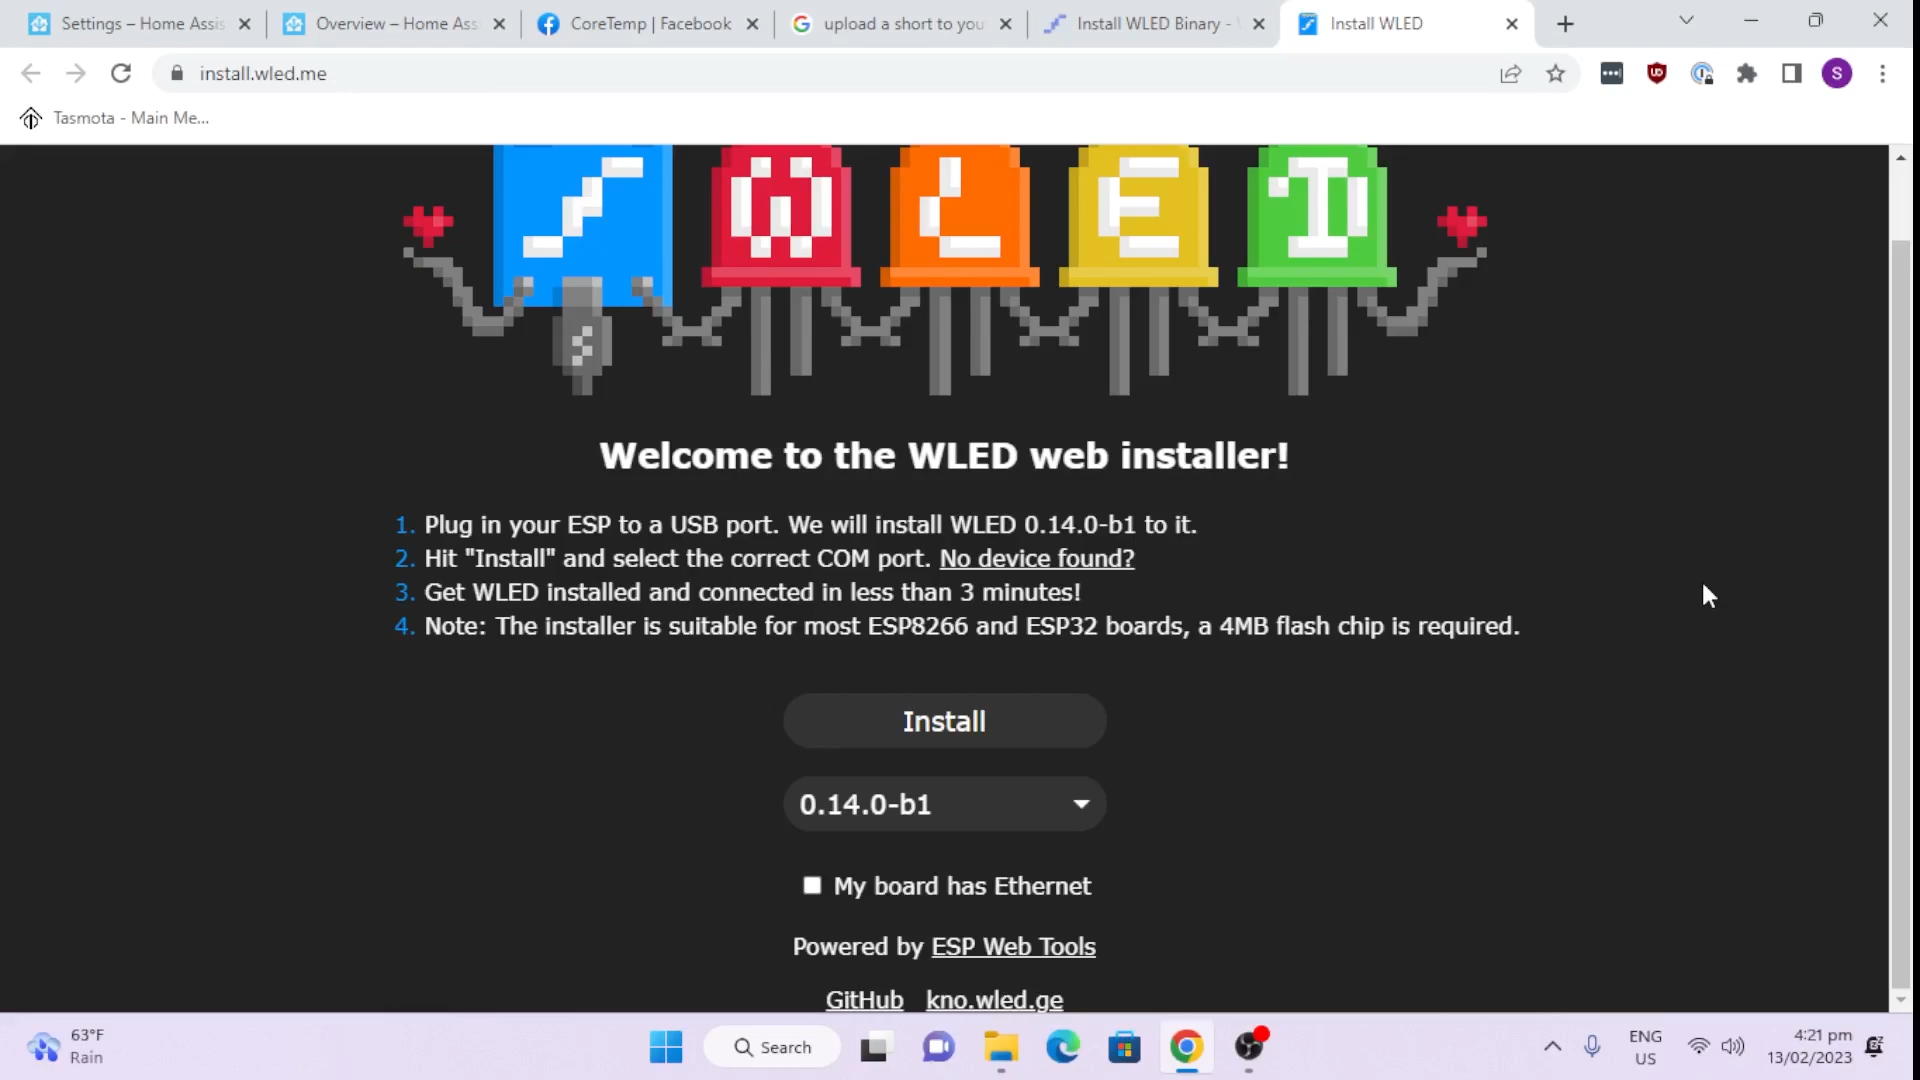 Settings – Home Assis
Overview – Home Ass
CoreTemp | Facebook
upload a short to you
Install WLED Binary -
Install WLED
install.wled.me
S
Tasmota - Main Me...
WLED
Welcome to the WLED web installer!
1. Plug in your ESP to a USB port. We will install WLED 0.14.0-b1 to it.
2. Hit "Install" and select the correct COM port. No device found?
3. Get WLED installed and connected in less than 3 minutes!
4. Note: The installer is suitable for most ESP8266 and ESP32 boards, a 4MB flash chip is required.
Install
0.14.0-b1
My board has Ethernet
Powered by ESP Web Tools
GitHub kno.wled.ge
63°F
Rain
Search
ENG
US
4:21 pm
13/02/2023